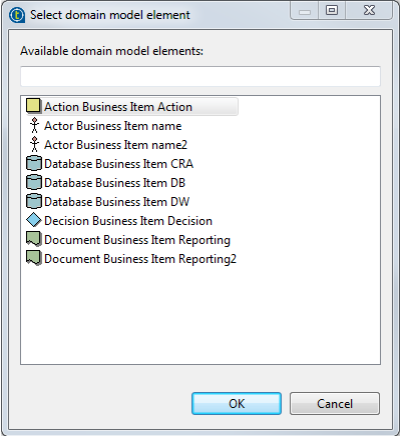 Select domain model element
Available domain model elements:
Action Business Item Action
Actor Business Item name
Actor Business Item name2
Database Business Item CRA
Database Business Item DB
Database Business Item DW
Decision Business Item Decision
Document Business Item Reporting
Document Business Item Reporting2
OK
Cancel